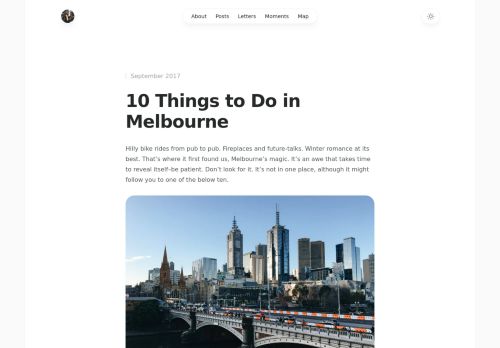 About Posts Letters Moments Map
September 2017
10 Things to Do in
Melbourne
Hilly bike rides from pub to pub. Fireplaces and future-talks. Winter romance at its
best. That's where it first found us, Melbourne's magic. It's an awe that takes time
to reveal itself–be patient. Don't look for it. It's not in one place, although it might
follow you to one of the below ten.